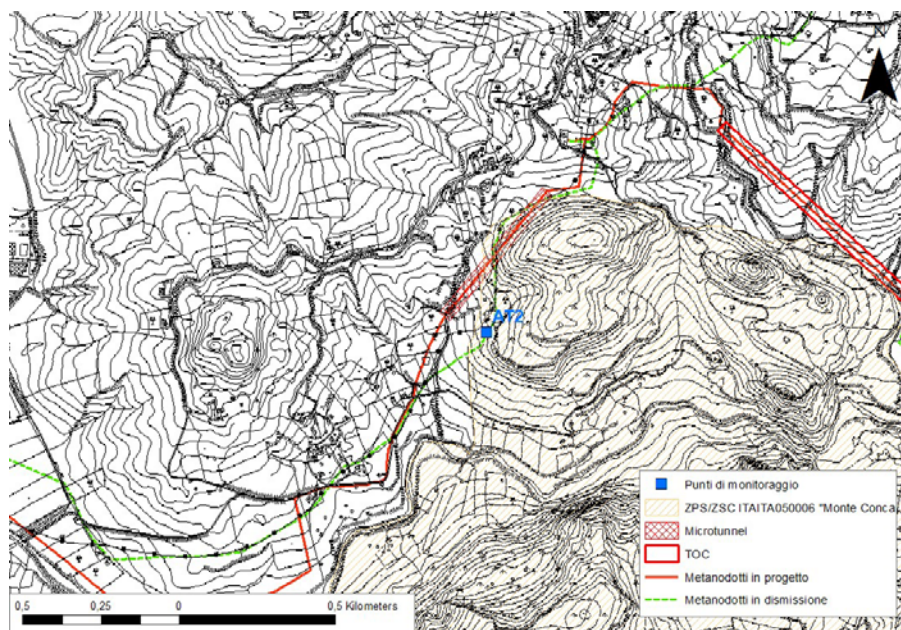 AT2
Punti di monitoraggio
ZPS/ZSC ITAITA050006 "Monte Conca
Microtunnel
TOC
Metanodotti in progetto
Metanodotti in dismissione
0,5 0,25 0 0,5 Kilometers